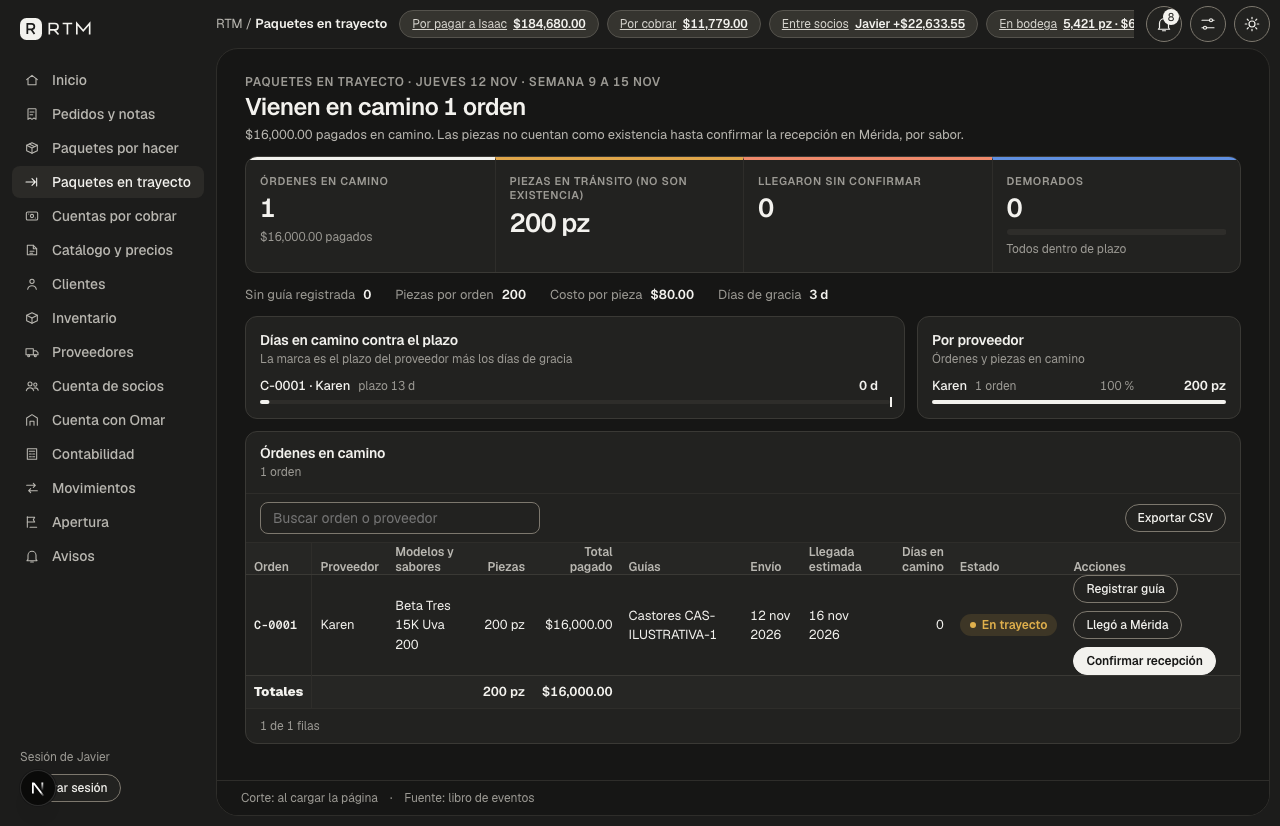 R RTM
RTM / Paquetes en trayecto
Por pagar a Isaac $184,680.00
Por cobrar $11,779.00
Entre socios Javier +$22,633.55
En bodega 5,421 pz · $6
8
Inicio
Pedidos y notas
Paquetes por hacer
Paquetes en trayecto
Cuentas por cobrar
Catálogo y precios
Clientes
Inventario
Proveedores
Cuenta de socios
Cuenta con Omar
Contabilidad
Movimientos
Apertura
Avisos
Sesión de Javier
N
ar sesión
PAQUETES EN TRAYECTO · JUEVES 12 NOV · SEMANA 9 A 15 NOV
Vienen en camino 1 orden
$16,000.00 pagados en camino. Las piezas no cuentan como existencia hasta confirmar la recepción en Mérida, por sabor.
ÓRDENES EN CAMINO
1
$16,000.00 pagados
PIEZAS EN TRÁNSITO (NO SON
EXISTENCIA)
200 pz
LLEGARON SIN CONFIRMAR
0
DEMORADOS
0
Todos dentro de plazo
Sin guía registrada 0
Piezas por orden 200
Costo por pieza $80.00
Días de gracia 3 d
Días en camino contra el plazo
La marca es el plazo del proveedor más los días de gracia
C-0001 · Karen plazo 13 d 0 d
Por proveedor
Órdenes y piezas en camino
Karen 1 orden 100 % 200 pz
Órdenes en camino
1 orden
Buscar orden o proveedor
Exportar CSV
Orden
Proveedor
Modelos y
sabores
Piezas
Total
pagado
Guías
Envío
Llegada
estimada
Días en
camino
Estado
Acciones
C-0001
Karen
Beta Tres
15K Uva
200
200 pz
$16,000.00
Castores CAS-
ILUSTRATIVA-1
12 nov
2026
16 nov
2026
0
En trayecto
Registrar guía
Llegó a Mérida
Confirmar recepción
Totales 200 pz $16,000.00
1 de 1 filas
Corte: al cargar la página · Fuente: libro de eventos